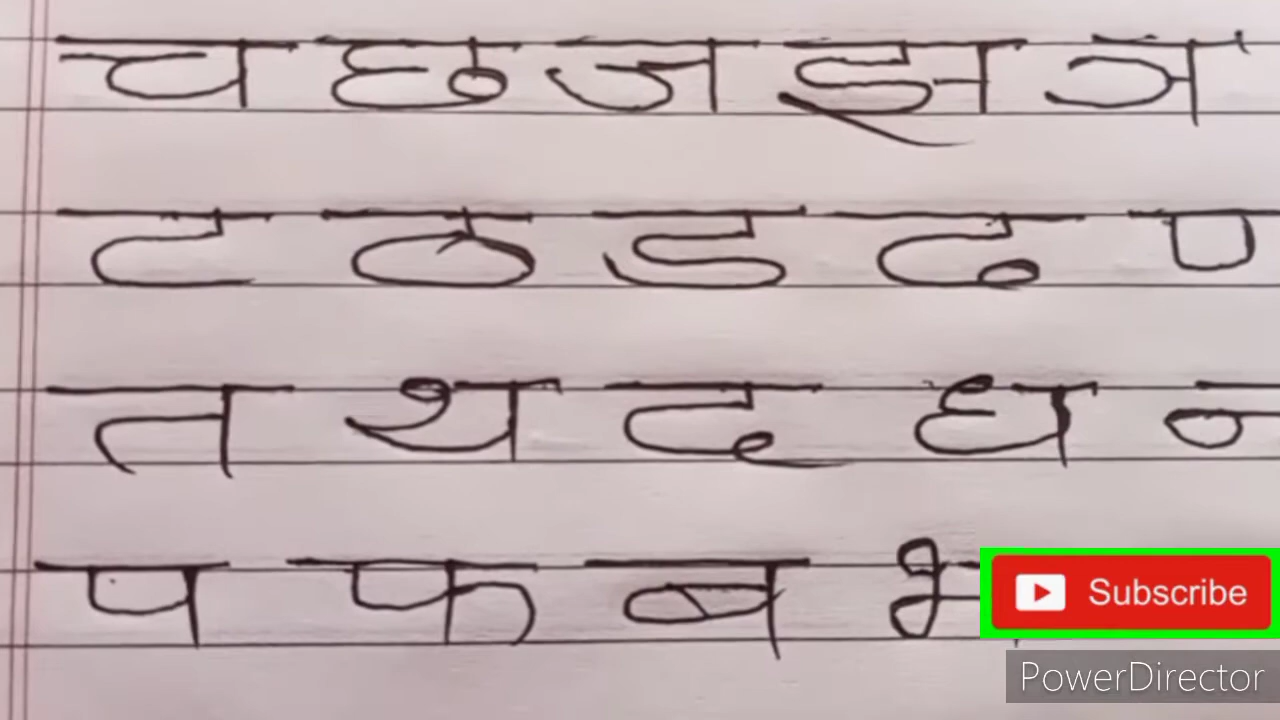 च छ ज झ ञ
ट ठ ड ढ ण
त थ द ध न
प फ ब भ
Subscribe
PowerDirector